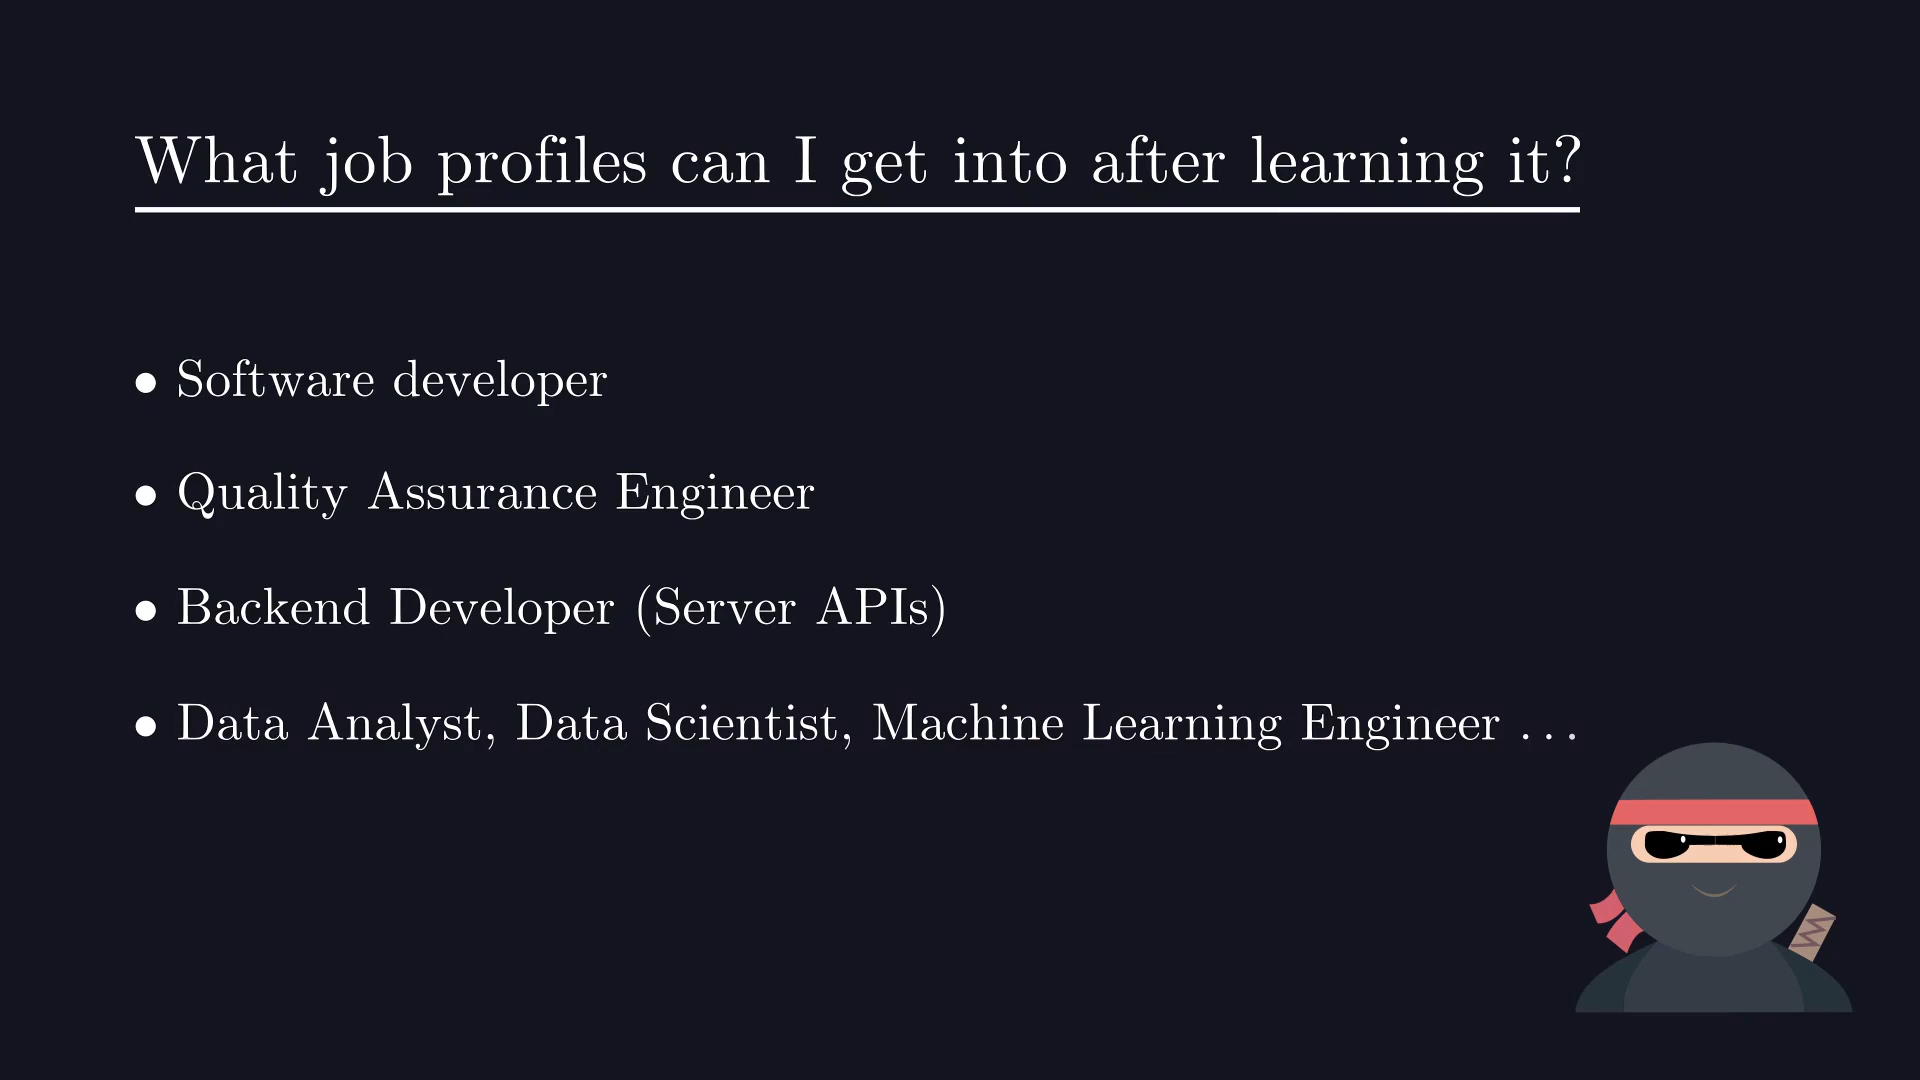 What job profiles can I get into after learning it?
• Software developer
• Quality Assurance Engineer
• Backend Developer (Server APIs)
• Data Analyst, Data Scientist, Machine Learning Engineer ...